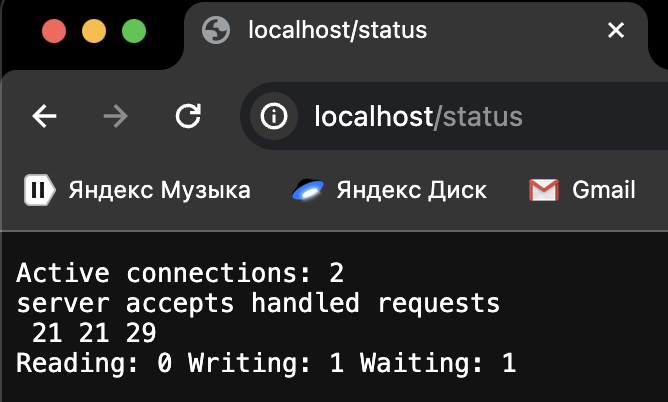 localhost/status
localhost/status
Яндекс Музыка Яндекс Диск Gmail
Active connections: 2
server accepts handled requests
21 21 29
Reading: 0 Writing: 1 Waiting: 1